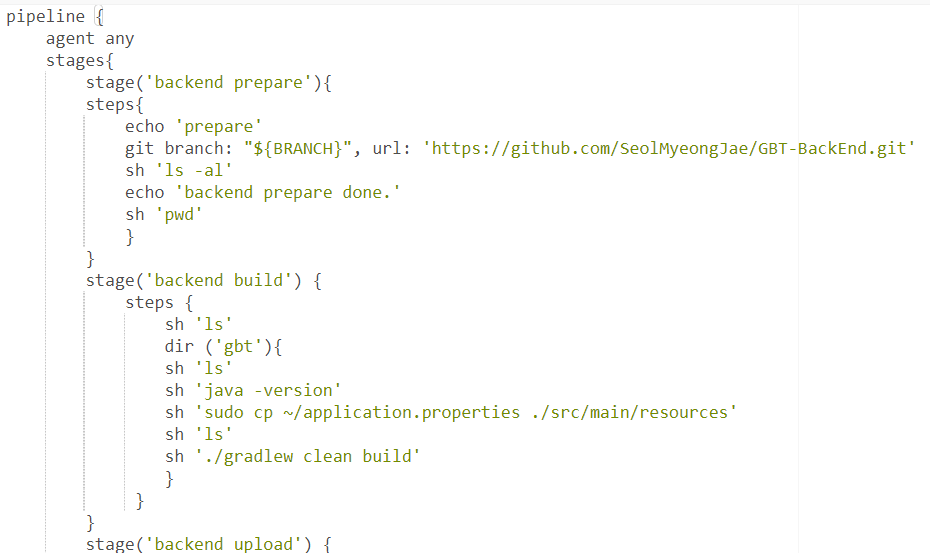 pipeline {
    agent any
    stages{
        stage('backend prepare'){
        steps{
            echo 'prepare'
            git branch: "${BRANCH}", url: 'https://github.com/SeolMyeongJae/GBT-BackEnd.git'
            sh 'ls -al'
            echo 'backend prepare done.'
            sh 'pwd'
            }
        }
        stage('backend build') {
            steps {
                sh 'ls'
                dir ('gbt'){
                sh 'ls'
                sh 'java -version'
                sh 'sudo cp ~/application.properties ./src/main/resources'
                sh 'ls'
                sh './gradlew clean build'
                }
             }
        }
        stage('backend upload') {